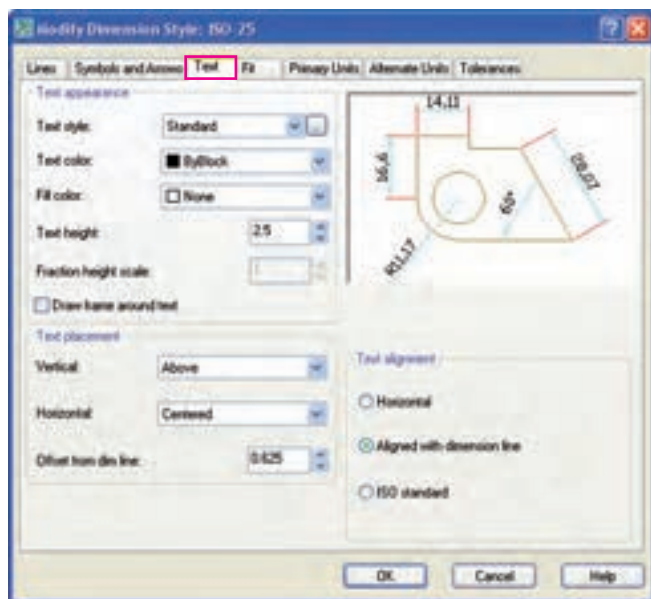 Modify Dimension Style: ISO-25
Lines Symbols and Arrows Text Fit Primary Units Alternate Units Tolerances
Text appearance
Text style: Standard ...
Text color: ByBlock
Fill color: None
Text height: 2.5
Fraction height scale: 1
Draw frame around text
Text placement
Vertical: Above
Horizontal: Centered
Offset from dim line: 0.625
14,11
16,6
28,07
60°
R11,17
Text alignment
Horizontal
Aligned with dimension line
ISO standard
OK Cancel Help